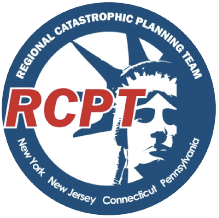 REGIONAL CATASTROPHIC PLANNING TEAM
RCPT
New York New Jersey Connecticut Pennsylvania